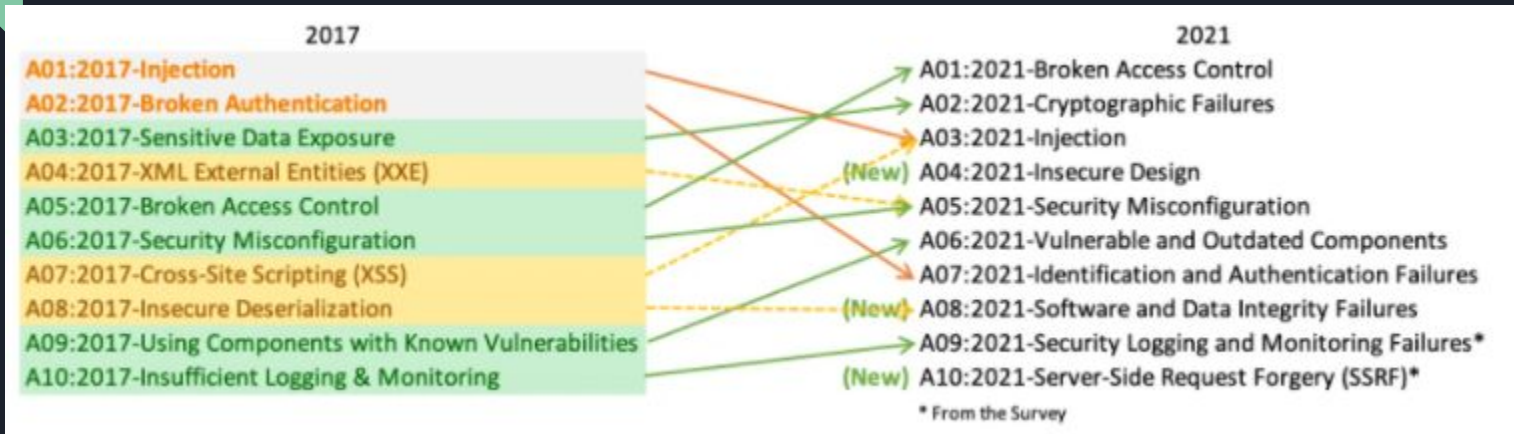 2017
A01:2017-Injection
A02:2017-Broken Authentication
A03:2017-Sensitive Data Exposure
A04:2017-XML External Entities (XXE)
A05:2017-Broken Access Control
A06:2017-Security Misconfiguration
A07:2017-Cross-Site Scripting (XSS)
A08:2017-Insecure Deserialization
A09:2017-Using Components with Known Vulnerabilities
A10:2017-Insufficient Logging & Monitoring
2021
A01:2021-Broken Access Control
A02:2021-Cryptographic Failures
A03:2021-Injection
(New) A04:2021-Insecure Design
A05:2021-Security Misconfiguration
A06:2021-Vulnerable and Outdated Components
A07:2021-Identification and Authentication Failures
(New) A08:2021-Software and Data Integrity Failures
A09:2021-Security Logging and Monitoring Failures*
(New) A10:2021-Server-Side Request Forgery (SSRF)*
* From the Survey